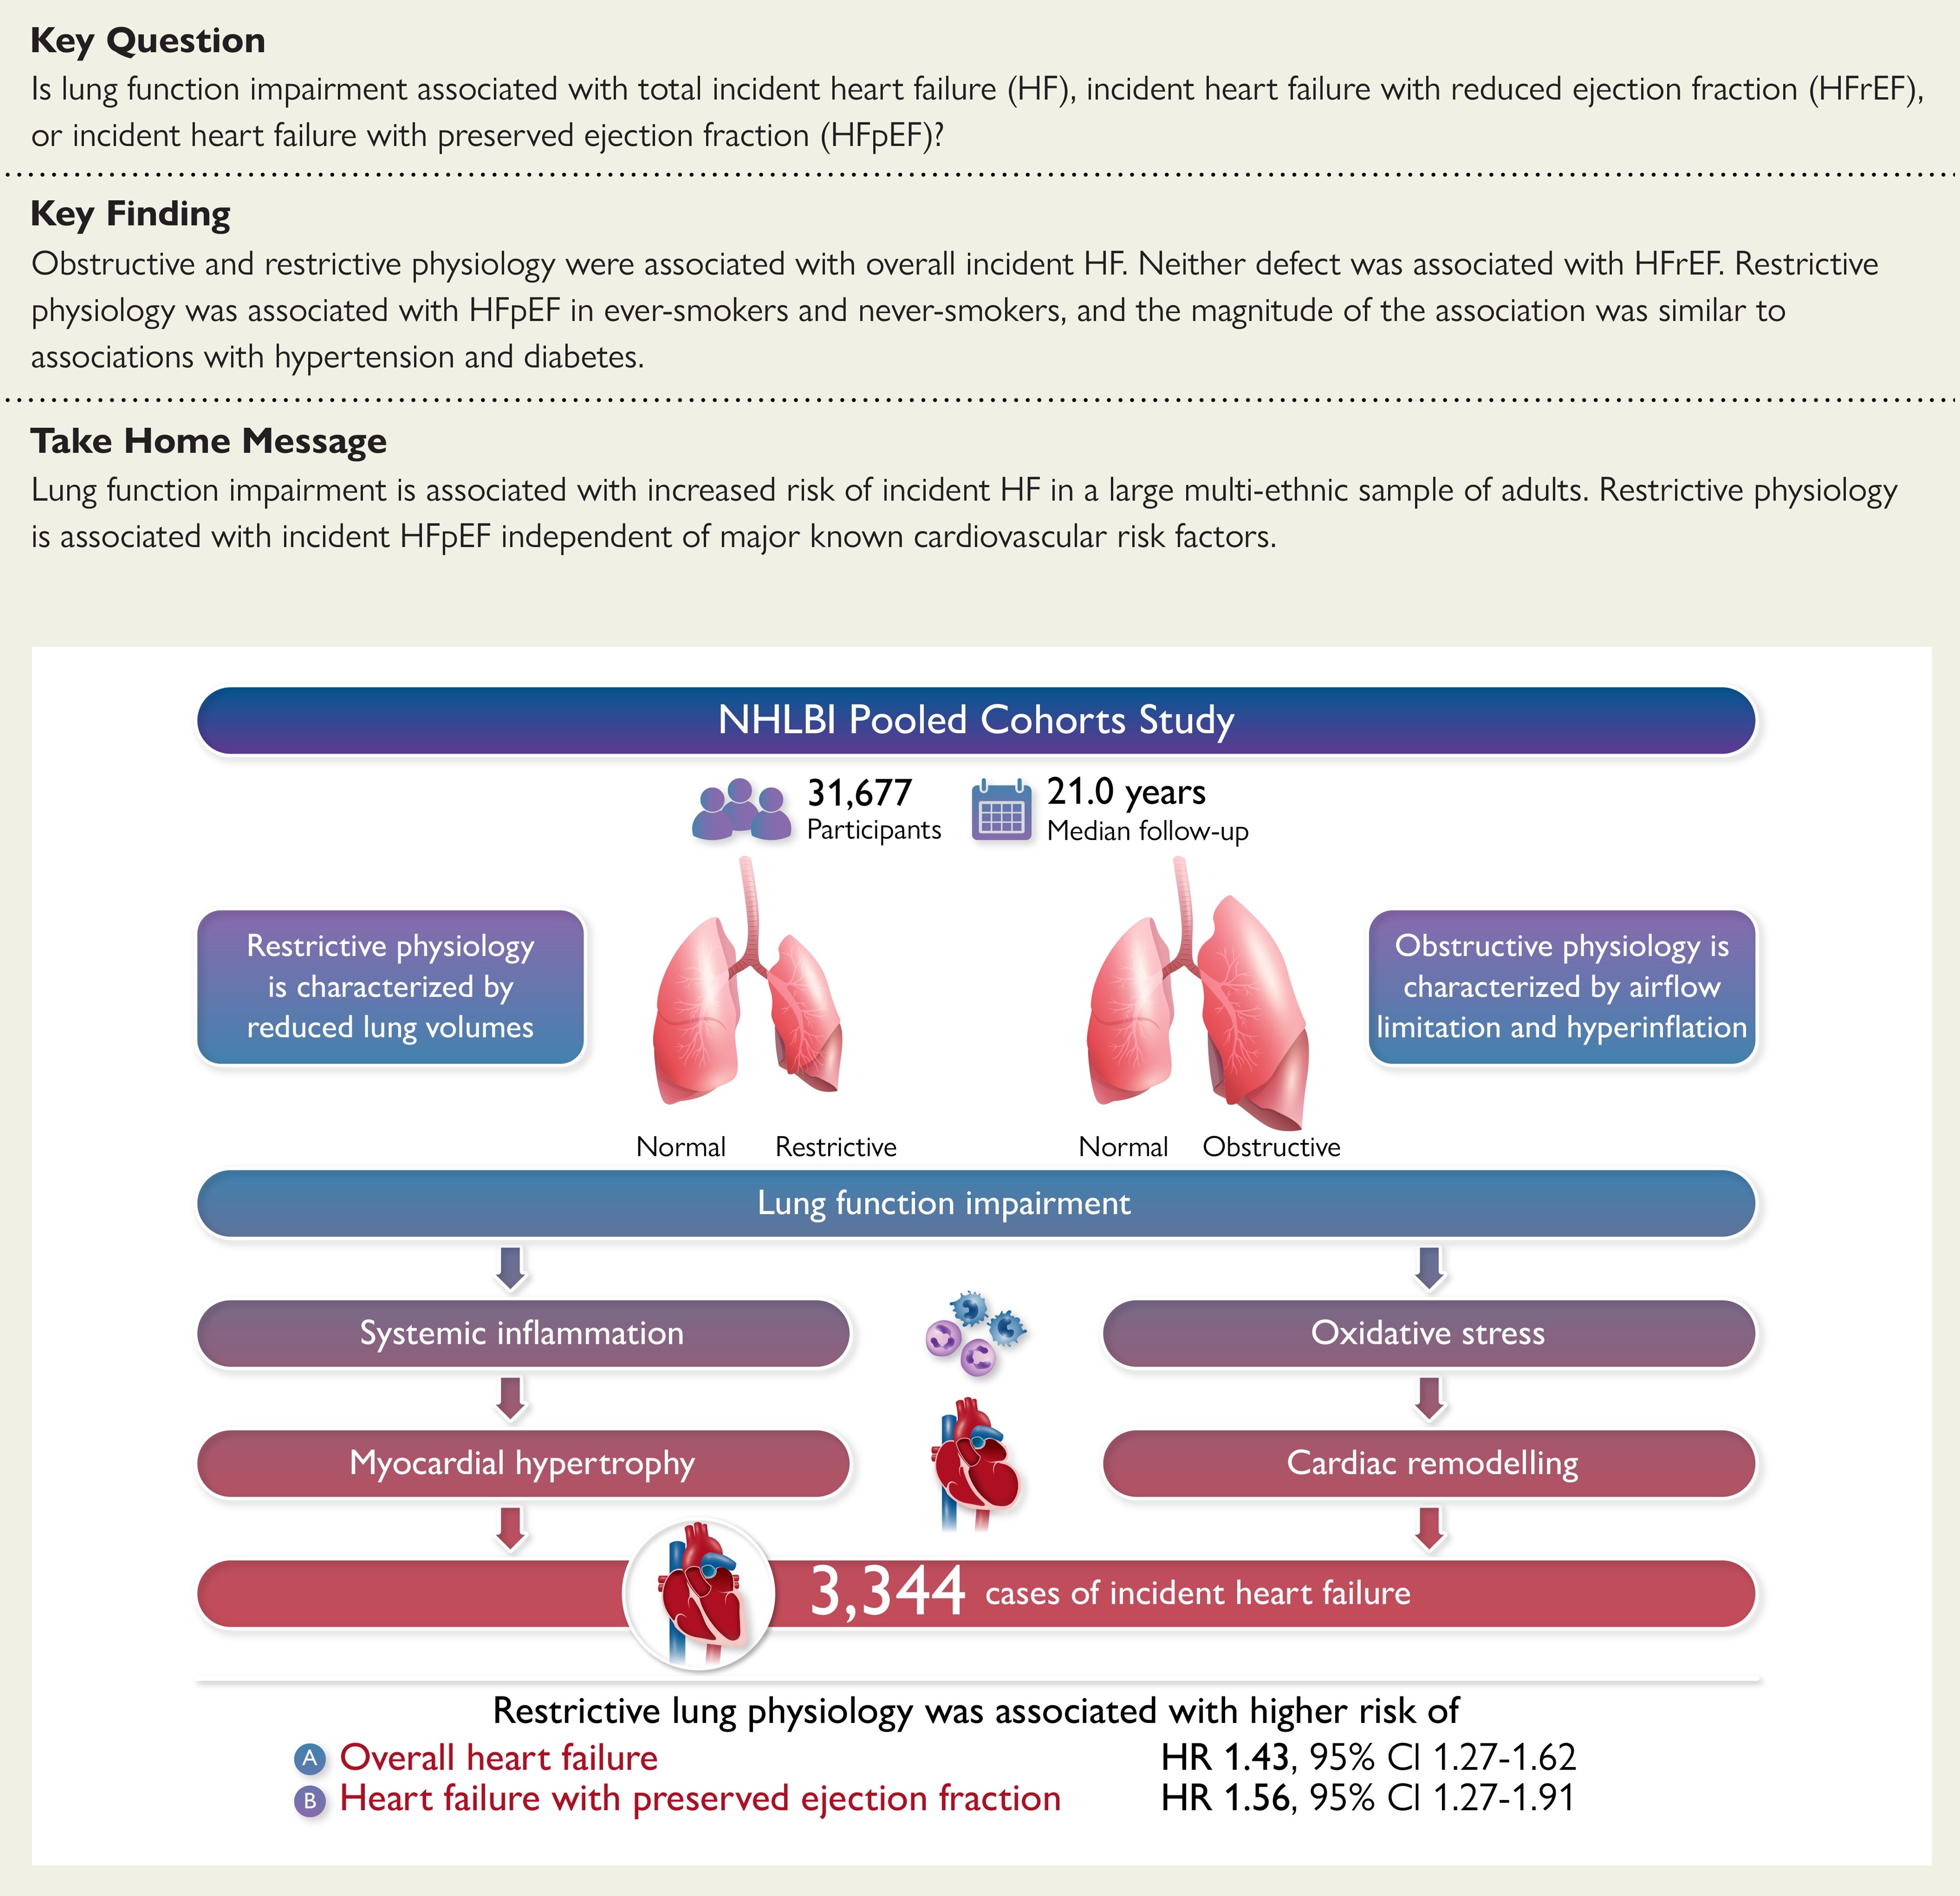 Key Question
Is lung function impairment associated with total incident heart failure (HF), incident heart failure with reduced ejection fraction (HFrEF),
or incident heart failure with preserved ejection fraction (HFpEF)?
Key Finding
Obstructive and restrictive physiology were associated with overall incident HF. Neither defect was associated with HFrEF. Restrictive
physiology was associated with HFpEF in ever-smokers and never-smokers, and the magnitude of the association was similar to
associations with hypertension and diabetes.
Take Home Message
Lung function impairment is associated with increased risk of incident HF in a large multi-ethnic sample of adults. Restrictive physiology
is associated with incident HFpEF independent of major known cardiovascular risk factors.
NHLBI Pooled Cohorts Study
31,677
Participants
21.0 years
Median follow-up
Restrictive physiology
is characterized by
reduced lung volumes
Obstructive physiology is
characterized by airflow
limitation and hyperinflation
Normal Restrictive
Normal Obstructive
Lung function impairment
Systemic inflammation
Oxidative stress
Myocardial hypertrophy
Cardiac remodelling
3,344 cases of incident heart failure
Restrictive lung physiology was associated with higher risk of
A Overall heart failure HR 1.43, 95% CI 1.27-1.62
B Heart failure with preserved ejection fraction HR 1.56, 95% CI 1.27-1.91